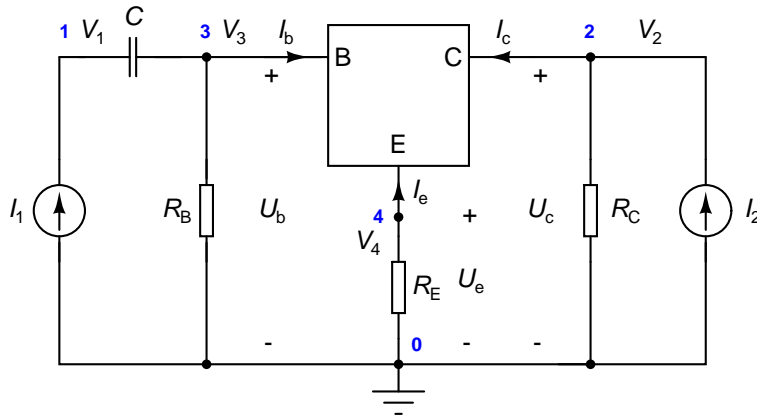 C
1 V1 3 V3 Ib Ic 2 V2
+ B C +
E
I1 RB Ub 4 Ie + Uc RC I2
V4
RE Ue
- 0 - -